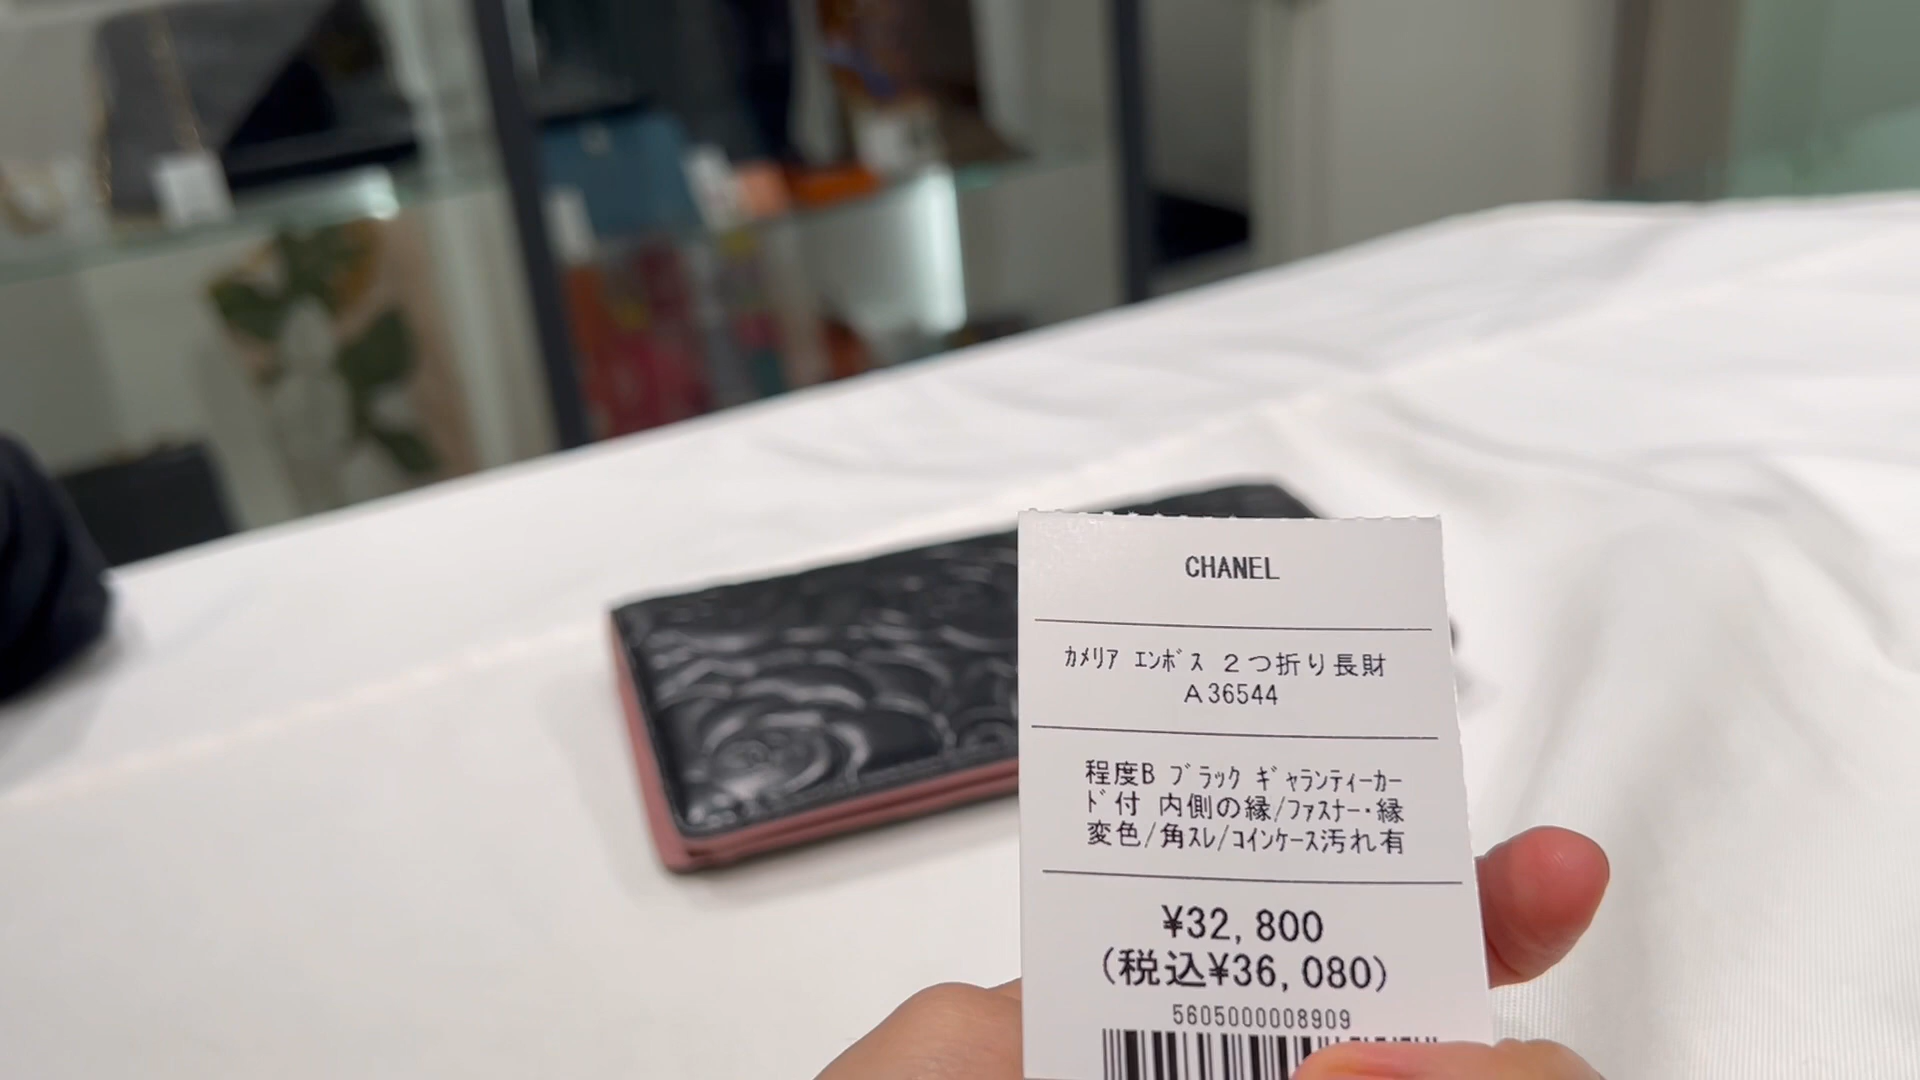 CHANEL
ｶﾒﾘｱ ｴﾝﾎﾞｽ ２つ折り長財
Ａ36544
程度B ﾌﾞﾗｯｸ ｷﾞｬﾗﾝﾃｨｰｶｰ
ﾄﾞ付 内側の縁/ﾌｧｽﾅｰ･縁
変色/角ｽﾚ/ｺｲﾝｹｰｽ汚れ有
¥32,800
(税込¥36,080)
5605000008909